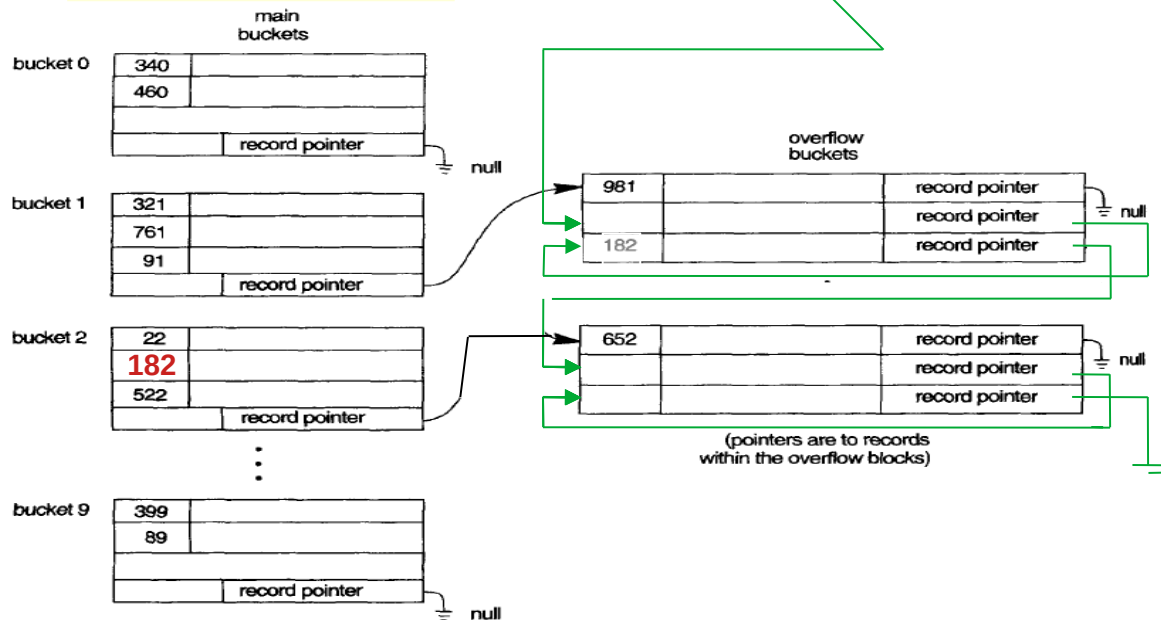 main
buckets
bucket 0
340
460
record pointer
null
bucket 1
321
761
91
record pointer
bucket 2
22
182
522
record pointer
bucket 9
399
89
record pointer
null
overflow
buckets
981
record pointer
null
record pointer
182
record pointer
652
record pointer
null
record pointer
record pointer
(pointers are to records
within the overflow blocks)